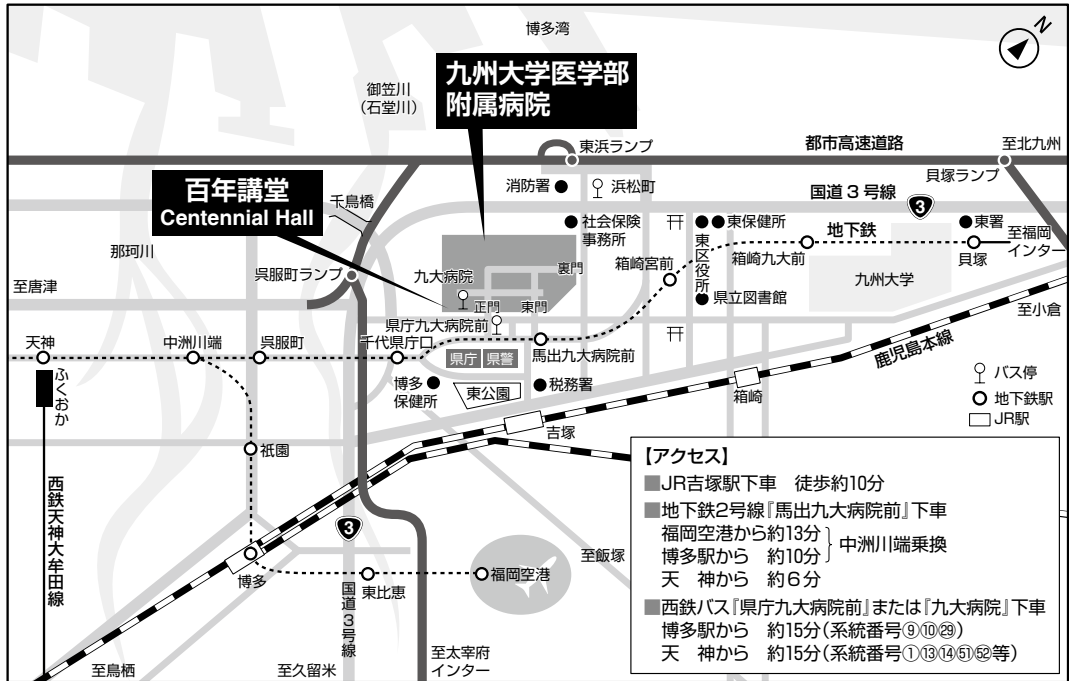 博多湾
N
御笠川
(石堂川)
九州大学医学部
附属病院
東浜ランプ
都市高速道路
至北九州
貝塚ランプ
消防署
浜松町
国道3号線
3
百年講堂
Centennial Hall
千鳥橋
社会保険
事務所
東保健所
東区役所
地下鉄
東署
至福岡
インター
那珂川
呉服町ランプ
九大病院
裏門
箱崎宮前
箱崎九大前
貝塚
九州大学
至唐津
正門
東門
県立図書館
県庁九大病院前
至小倉
天神
中洲川端
呉服町
千代県庁口
県庁
県警
馬出九大病院前
鹿児島本線
ふくおか
博多
保健所
東公園
税務署
箱崎
バス停
地下鉄駅
JR駅
吉塚
祇園
西鉄天神大牟田線
3
博多
東比恵
福岡空港
至飯塚
国道3号線
至鳥栖
至久留米
至太宰府
インター
【アクセス】
■JR吉塚駅下車 徒歩約10分
■地下鉄2号線『馬出九大病院前』下車
福岡空港から約13分
博多駅から 約10分
中洲川端乗換
天 神から 約6分
■西鉄バス『県庁九大病院前』または『九大病院』下車
博多駅から 約15分(系統番号⑨⑩㉙)
天 神から 約15分(系統番号①⑬⑭51 52等)